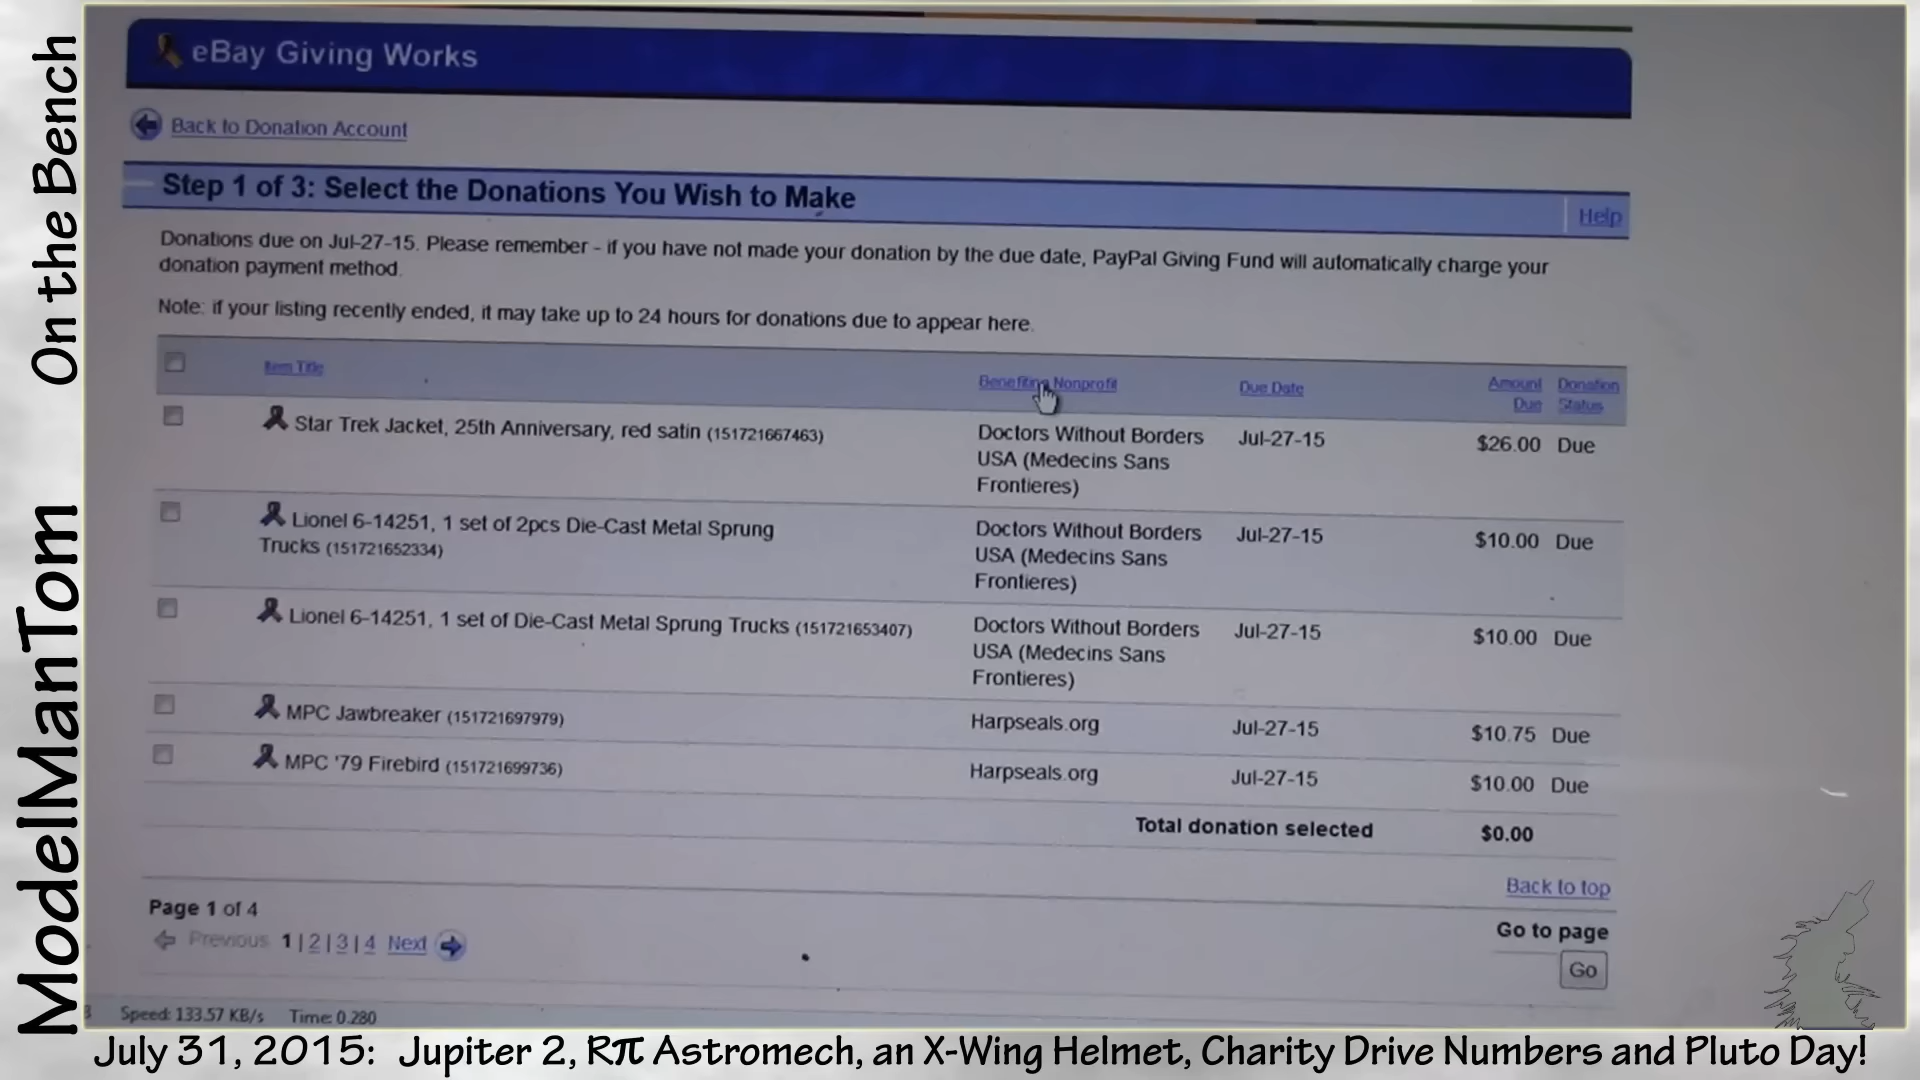 On the Bench
ModelManTom
eBay Giving Works
Back to Donation Account
Step 1 of 3: Select the Donations You Wish to Make
Help
Donations due on Jul-27-15. Please remember - if you have not made your donation by the due date, PayPal Giving Fund will automatically charge your
donation payment method.
Note: if your listing recently ended, it may take up to 24 hours for donations due to appear here.
Item Title
Benefiting Nonprofit
Due Date
Amount
Due
Donation
Status
Star Trek Jacket, 25th Anniversary, red satin (151721667463)
Doctors Without Borders
USA (Medecins Sans
Frontieres)
Jul-27-15
$26.00 Due
Lionel 6-14251, 1 set of 2pcs Die-Cast Metal Sprung
Trucks (151721652334)
Doctors Without Borders
USA (Medecins Sans
Frontieres)
Jul-27-15
$10.00 Due
Lionel 6-14251, 1 set of Die-Cast Metal Sprung Trucks (151721653407)
Doctors Without Borders
USA (Medecins Sans
Frontieres)
Jul-27-15
$10.00 Due
MPC Jawbreaker (151721697979)
Harpseals.org
Jul-27-15
$10.75 Due
MPC '79 Firebird (151721699736)
Harpseals.org
Jul-27-15
$10.00 Due
Total donation selected $0.00
Back to top
Page 1 of 4
Previous 1 | 2 | 3 | 4 Next
Go to page
Go
Speed: 133.57 KB/s Time: 0.280
July 31, 2015: Jupiter 2, Rπ Astromech, an X-Wing Helmet, Charity Drive Numbers and Pluto Day!